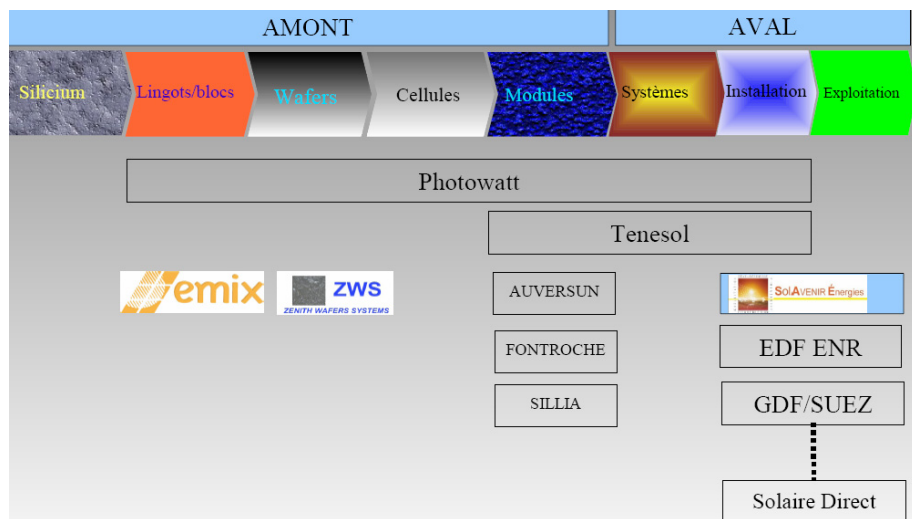 AMONT
AVAL
Silicium
Lingots/blocs
Wafers
Cellules
Modules
Systèmes
Installation
Exploitation
Photowatt
Tenesol
emix
ZWS
ZENITH WAFERS SYSTEMS
AUVERSUN
SOLAVENIR Énergies
FONTROCHE
EDF ENR
SILLIA
GDF/SUEZ
Solaire Direct